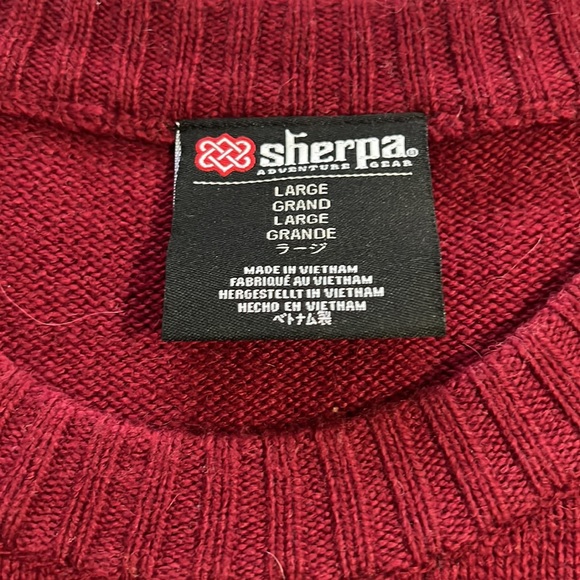 sherpa®
ADVENTURE GEAR
LARGE
GRAND
LARGE
GRANDE
ラージ
MADE IN VIETNAM
FABRIQUÉ AU VIETNAM
HERGESTELLT IN VIETNAM
HECHO EN VIETNAM
ベトナム製